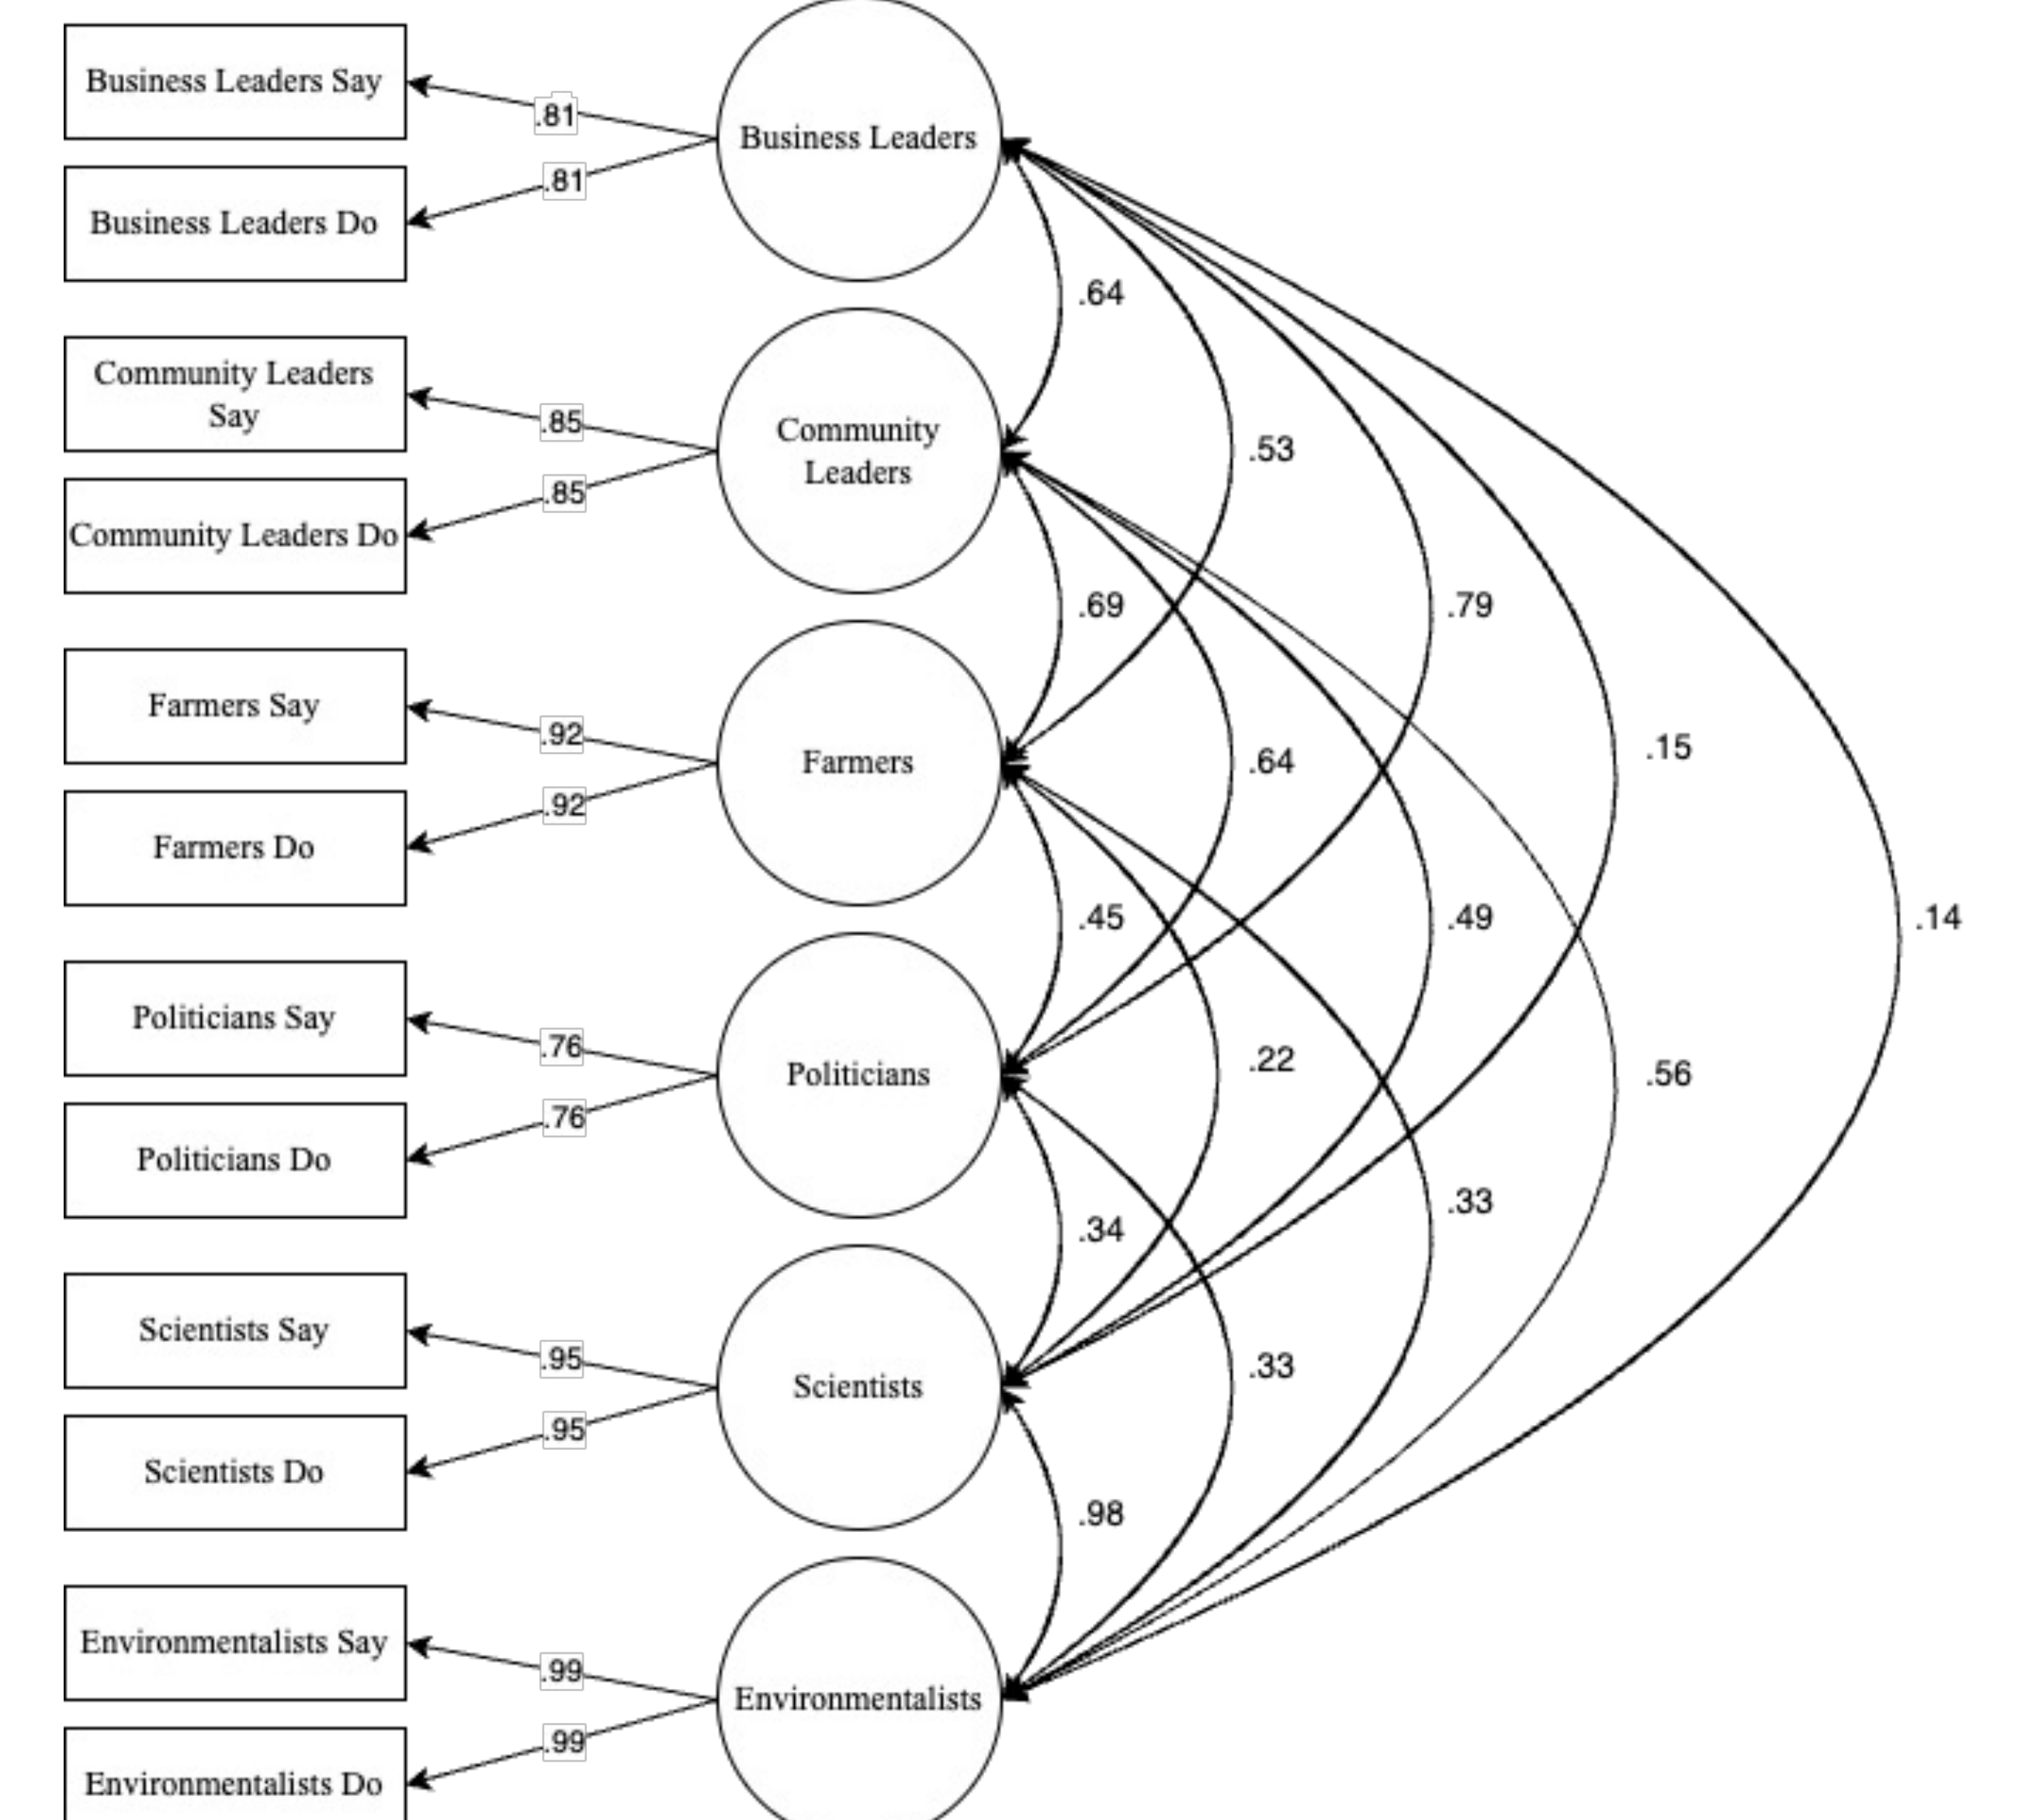 Business Leaders Say
.81
Business Leaders
.81
Business Leaders Do
.64
Community Leaders
Say
.85
Community
Leaders
.53
.85
Community Leaders Do
.69
.79
Farmers Say
.92
Farmers
.64
.15
.92
Farmers Do
.45
.49
.14
Politicians Say
.76
Politicians
.22
.56
.76
Politicians Do
.34
.33
Scientists Say
.95
Scientists
.33
.95
Scientists Do
.98
Environmentalists Say
.99
Environmentalists
.99
Environmentalists Do